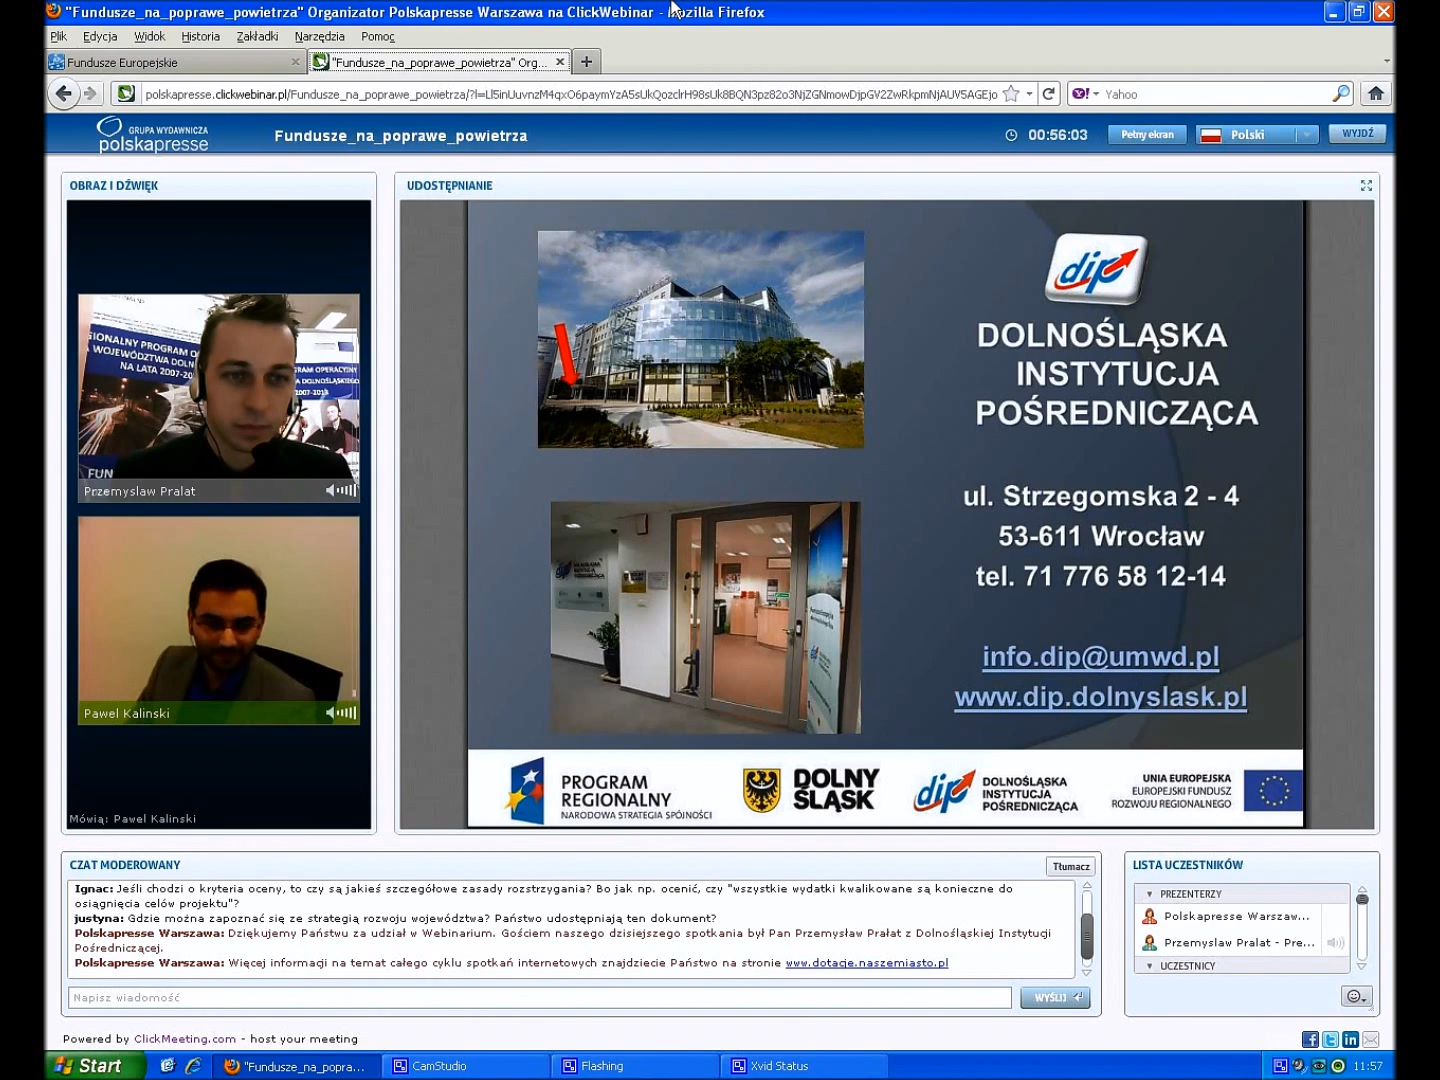 "Fundusze_na_poprawe_powietrza" Organizator Polskapresse Warszawa na ClickWebinar - Mozilla Firefox
Plik Edycja Widok Historia Zakładki Narzędzia Pomoc
Fundusze Europejskie
"Fundusze_na_poprawe_powietrza" Org...
Yahoo
GRUPA WYDAWNICZA
polskapresse
Fundusze_na_poprawe_powietrza
00:56:03
Pełny ekran
Polski
WYJDŹ
OBRAZ I DŹWIĘK
NA LATA 2007-20
FUN
Przemyslaw Pralat
Pawel Kalinski
Mówią: Pawel Kalinski
UDOSTĘPNIANIE
dip
DOLNOŚLĄSKA
INSTYTUCJA
POŚREDNICZĄCA
ul. Strzegomska 2 - 4
53-611 Wrocław
tel. 71 776 58 12-14
info.dip@umwd.pl
www.dip.dolnyslask.pl
PROGRAM
REGIONALNY
NARODOWA STRATEGIA SPÓJNOŚCI
DOLNY
ŚLĄSK
dip
DOLNOŚLĄSKA
INSTYTUCJA
POŚREDNICZĄCA
UNIA EUROPEJSKA
EUROPEJSKI FUNDUSZ
ROZWOJU REGIONALNEGO
CZAT MODEROWANY
Tłumacz
Ignac: Jeśli chodzi o kryteria oceny, to czy są jakieś szczegółowe zasady rozstrzygania? Bo jak np. ocenić, czy "wszystkie wydatki kwalikowane są konieczne do
osiągnięcia celów projektu"?
justyna: Gdzie można zapoznać się ze strategią rozwoju województwa? Państwo udostępniają ten dokument?
Polskapresse Warszawa: Dziękujemy Państwu za udział w Webinarium. Gościem naszego dzisiejszego spotkania był Pan Przemysław Prałat z Dolnośląskiej Instytucji
Pośredniczącej.
Polskapresse Warszawa: Więcej informacji na temat całego cyklu spotkań internetowych znajdziecie Państwo na stronie www.dotacje.naszemiasto.pl
Napisz wiadomość
WYŚLIJ
LISTA UCZESTNIKÓW
PREZENTERZY
Polskapresse Warszaw...
Przemyslaw Pralat - Pre...
UCZESTNICY
Powered by ClickMeeting.com - host your meeting
Start
"Fundusze_na_popra...
CamStudio
Flashing
Xvid Status
11:57